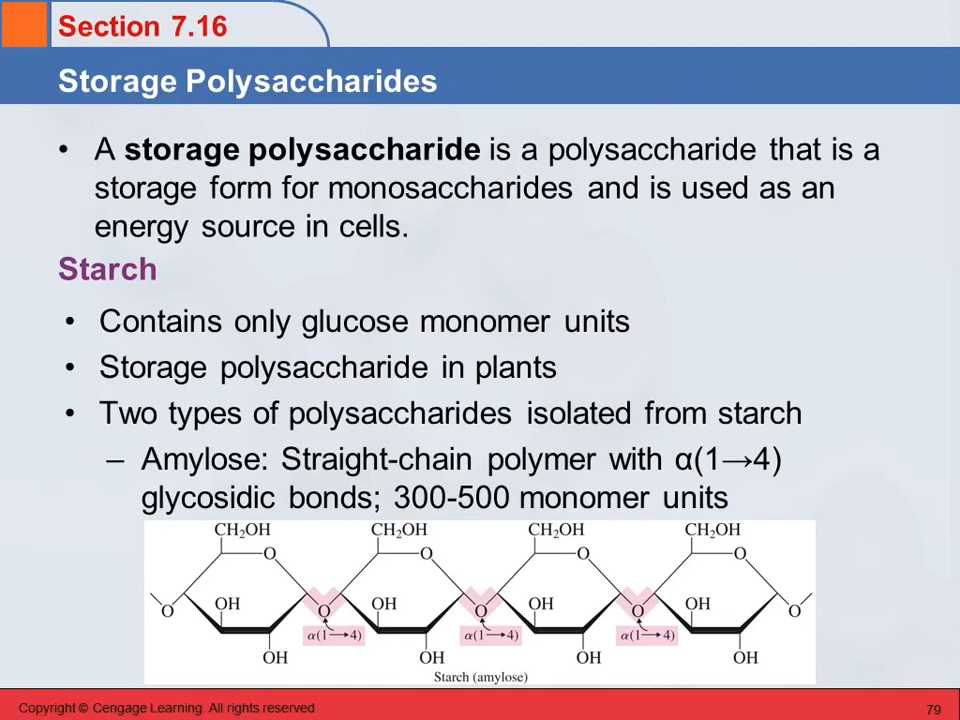 Section 7.16
Storage Polysaccharides
• A storage polysaccharide is a polysaccharide that is a
storage form for monosaccharides and is used as an
energy source in cells.
Starch
• Contains only glucose monomer units
• Storage polysaccharide in plants
• Two types of polysaccharides isolated from starch
– Amylose: Straight-chain polymer with α(1→4)
glycosidic bonds; 300-500 monomer units
CH₂OH CH₂OH CH₂OH CH₂OH
O O O O
OH OH OH OH
O O O O O
α(1→4) α(1→4) α(1→4)
OH OH OH OH
Starch (amylose)
Copyright © Cengage Learning. All rights reserved 79